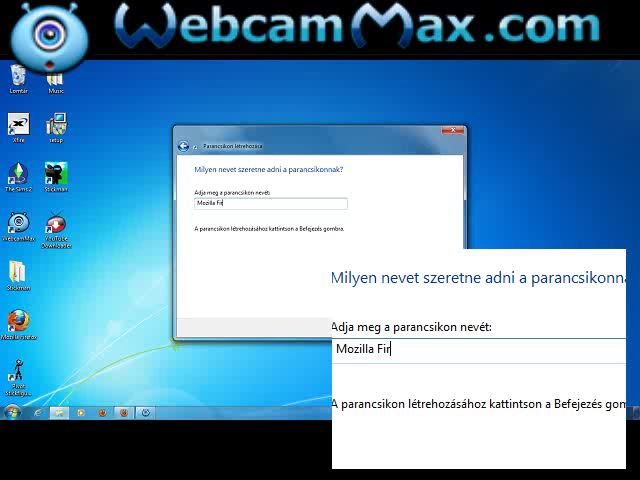 WebcamMax.com
Lomtár
Music
Xfire
setup
The Sims 2
Stickman
WebcamMax
YouTube
Downloader
Stickman
Mozilla Firefox
Pivot
Parancsikon létrehozása
Milyen nevet szeretne adni a parancsikonnak?
Adja meg a parancsikon nevét:
Mozilla Fir
A parancsikon létrehozásához kattintson a Befejezés gombra.
Milyen nevet szeretne adni a parancsikonna
Adja meg a parancsikon nevét:
Mozilla Fir
A parancsikon létrehozásához kattintson a Befejezés gom